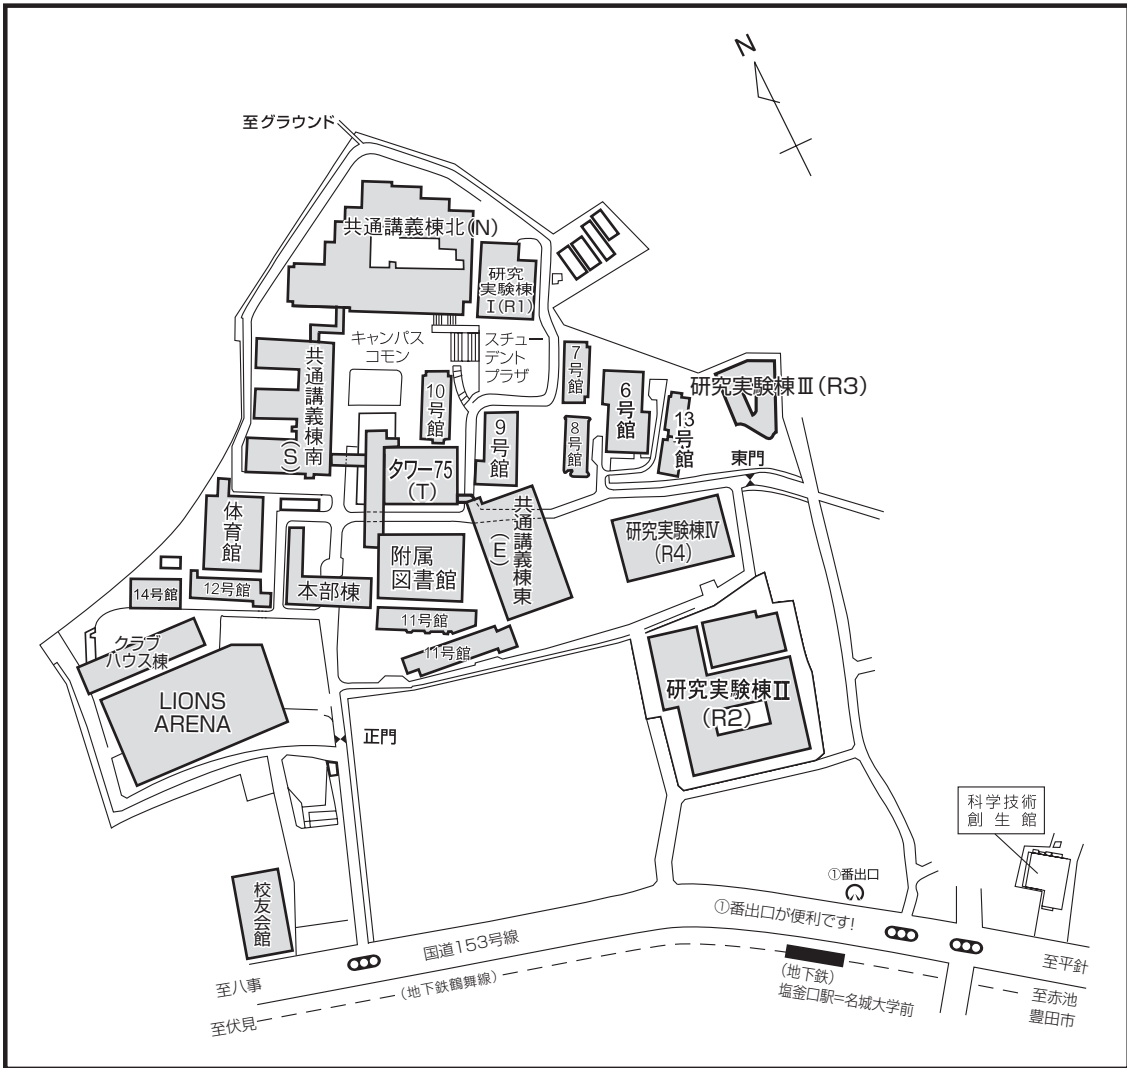 N
至グラウンド
共通講義棟北(N)
研究
実験棟
Ⅰ(R1)
キャンパス
コモン
スチュー
デント
プラザ
共通講義棟南
(S)
10号館
7号館
6号館
研究実験棟Ⅲ(R3)
13号館
9号館
8号館
タワー75
(T)
東門
体育館
共通講義棟東
(E)
研究実験棟Ⅳ
(R4)
附属
図書館
14号館
12号館
本部棟
11号館
11号館
クラブ
ハウス棟
LIONS
ARENA
研究実験棟Ⅱ
(R2)
正門
科学技術
創生館
①番出口
校友会館
①番出口が便利です!
国道153号線
至八事
(地下鉄鶴舞線)
(地下鉄)
塩釜口駅=名城大学前
至平針
至伏見
至赤池
豊田市